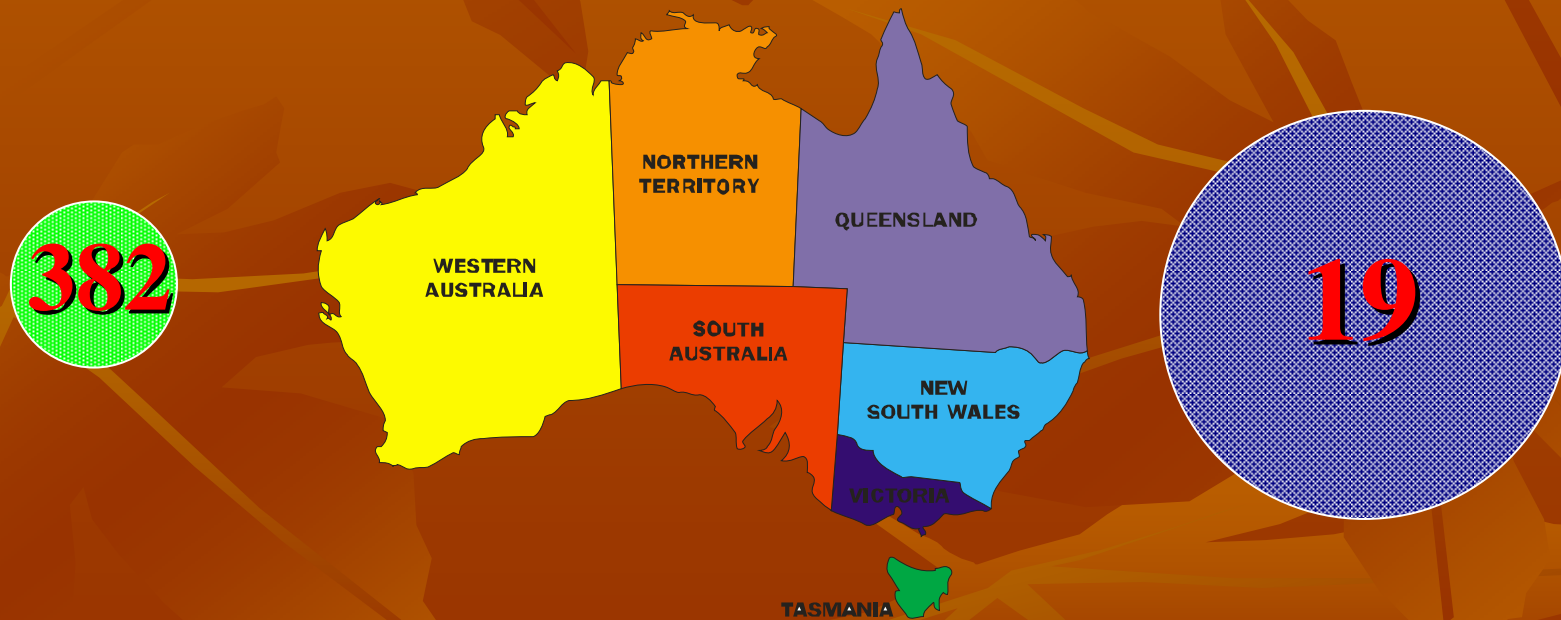 NORTHERN
TERRITORY
QUEENSLAND
WESTERN
AUSTRALIA
382
19
SOUTH
AUSTRALIA
NEW
SOUTH WALES
VICTORIA
TASMANIA